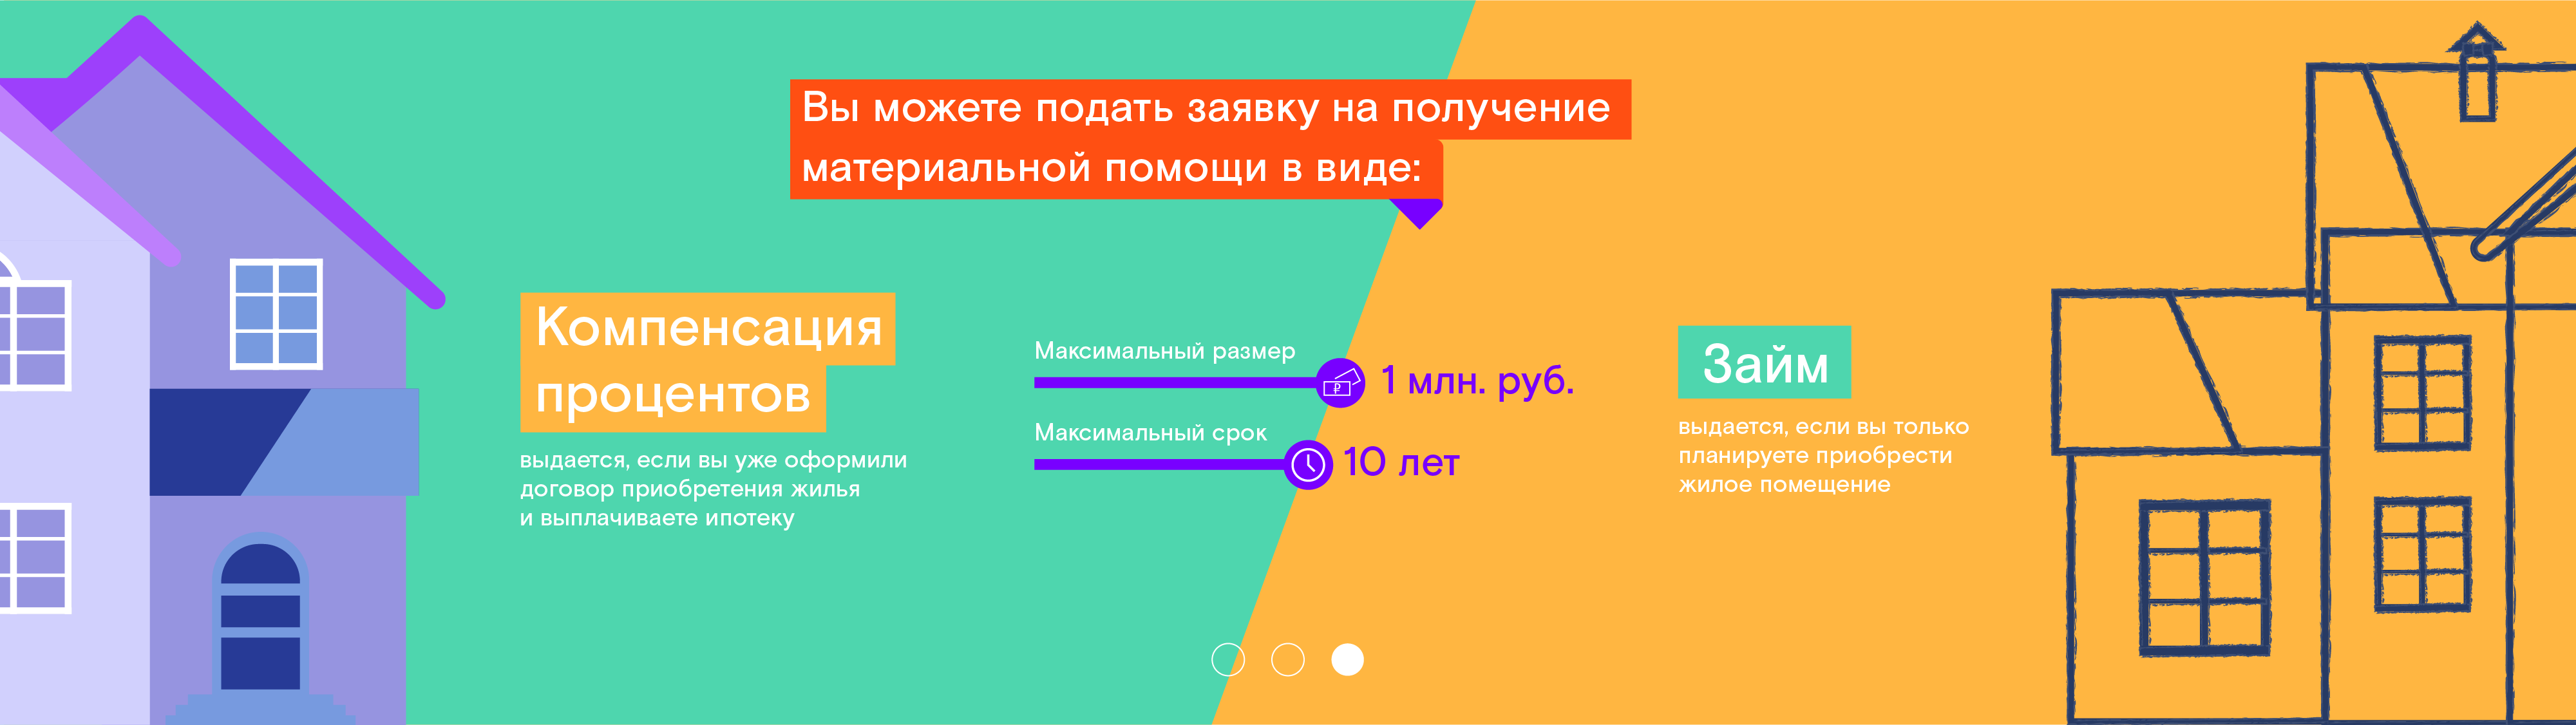 Вы можете подать заявку на получение
материальной помощи в виде:
Компенсация
процентов
выдается, если вы уже оформили
договор приобретения жилья
и выплачиваете ипотеку
Максимальный размер
₽
1 млн. руб.
Максимальный срок
10 лет
Займ
выдается, если вы только
планируете приобрести
жилое помещение